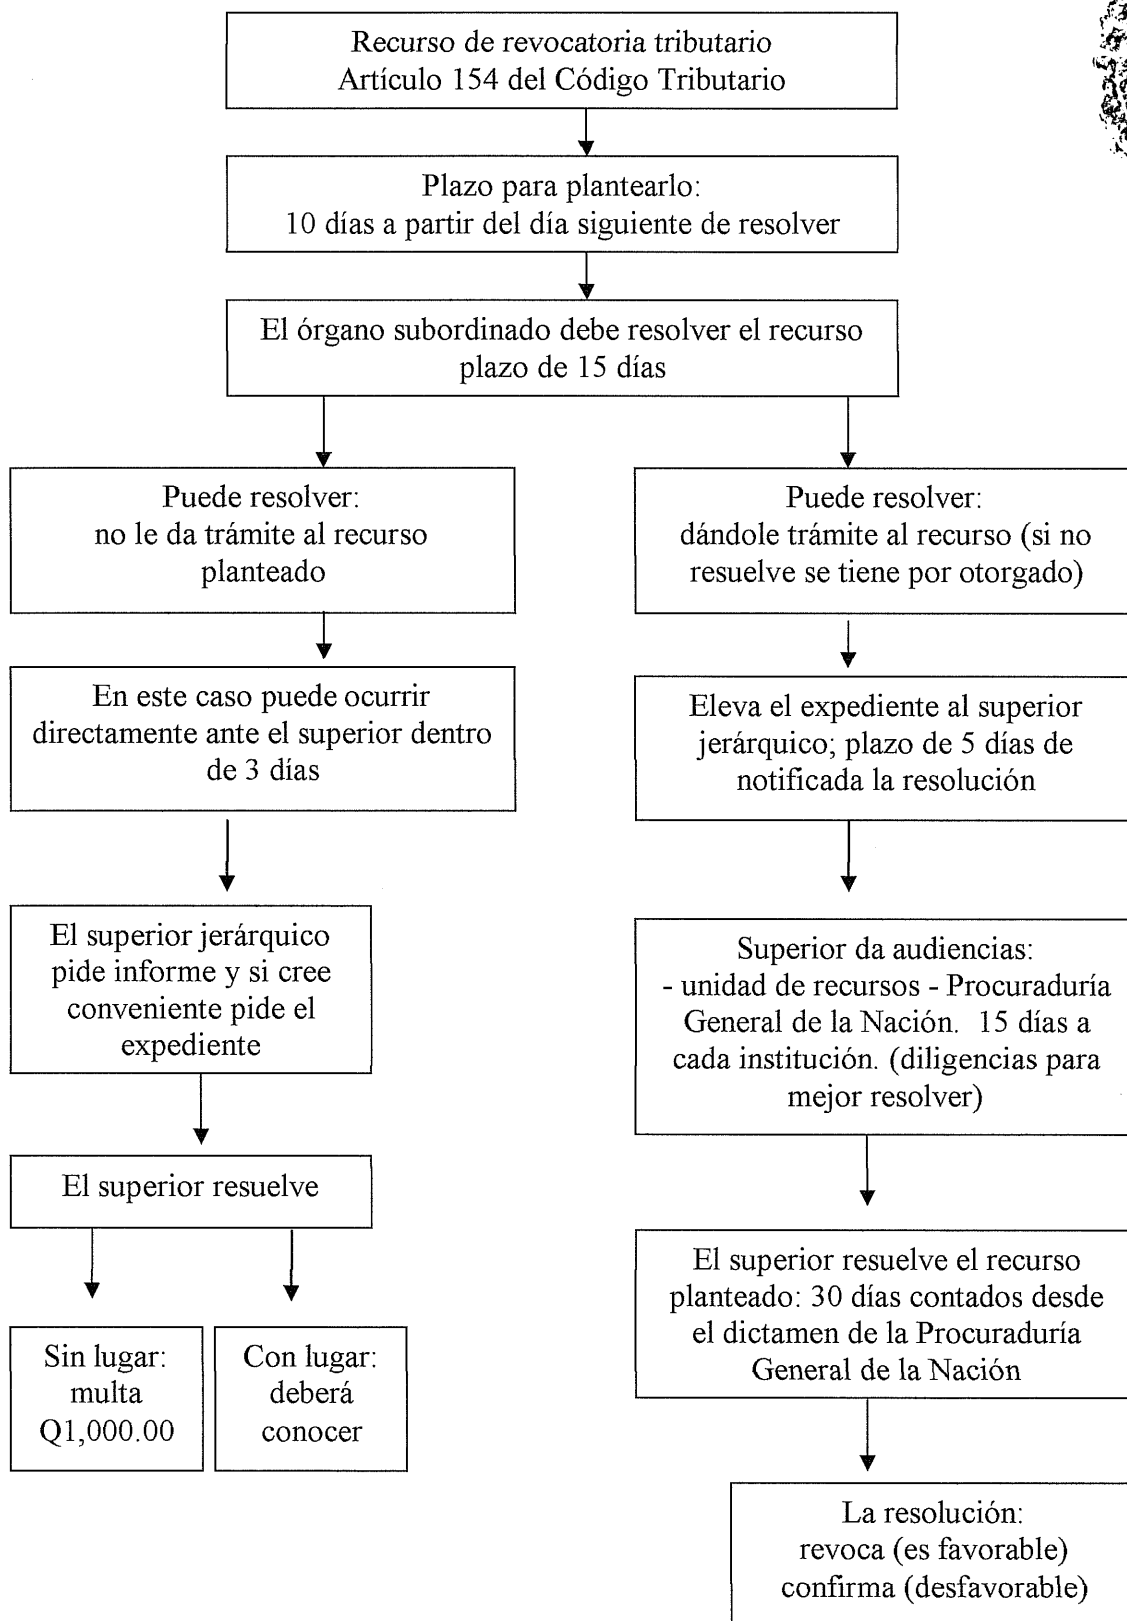 Recurso de revocatoria tributario
Artículo 154 del Código Tributario
Plazo para plantearlo:
10 días a partir del día siguiente de resolver
El órgano subordinado debe resolver el recurso
plazo de 15 días
Puede resolver:
no le da trámite al recurso
planteado
Puede resolver:
dándole trámite al recurso (si no
resuelve se tiene por otorgado)
En este caso puede ocurrir
directamente ante el superior dentro
de 3 días
Eleva el expediente al superior
jerárquico; plazo de 5 días de
notificada la resolución
El superior jerárquico
pide informe y si cree
conveniente pide el
expediente
Superior da audiencias:
- unidad de recursos - Procuraduría
General de la Nación. 15 días a
cada institución. (diligencias para
mejor resolver)
El superior resuelve
El superior resuelve el recurso
planteado: 30 días contados desde
el dictamen de la Procuraduría
General de la Nación
Sin lugar:
multa
Q1,000.00
Con lugar:
deberá
conocer
La resolución:
revoca (es favorable)
confirma (desfavorable)